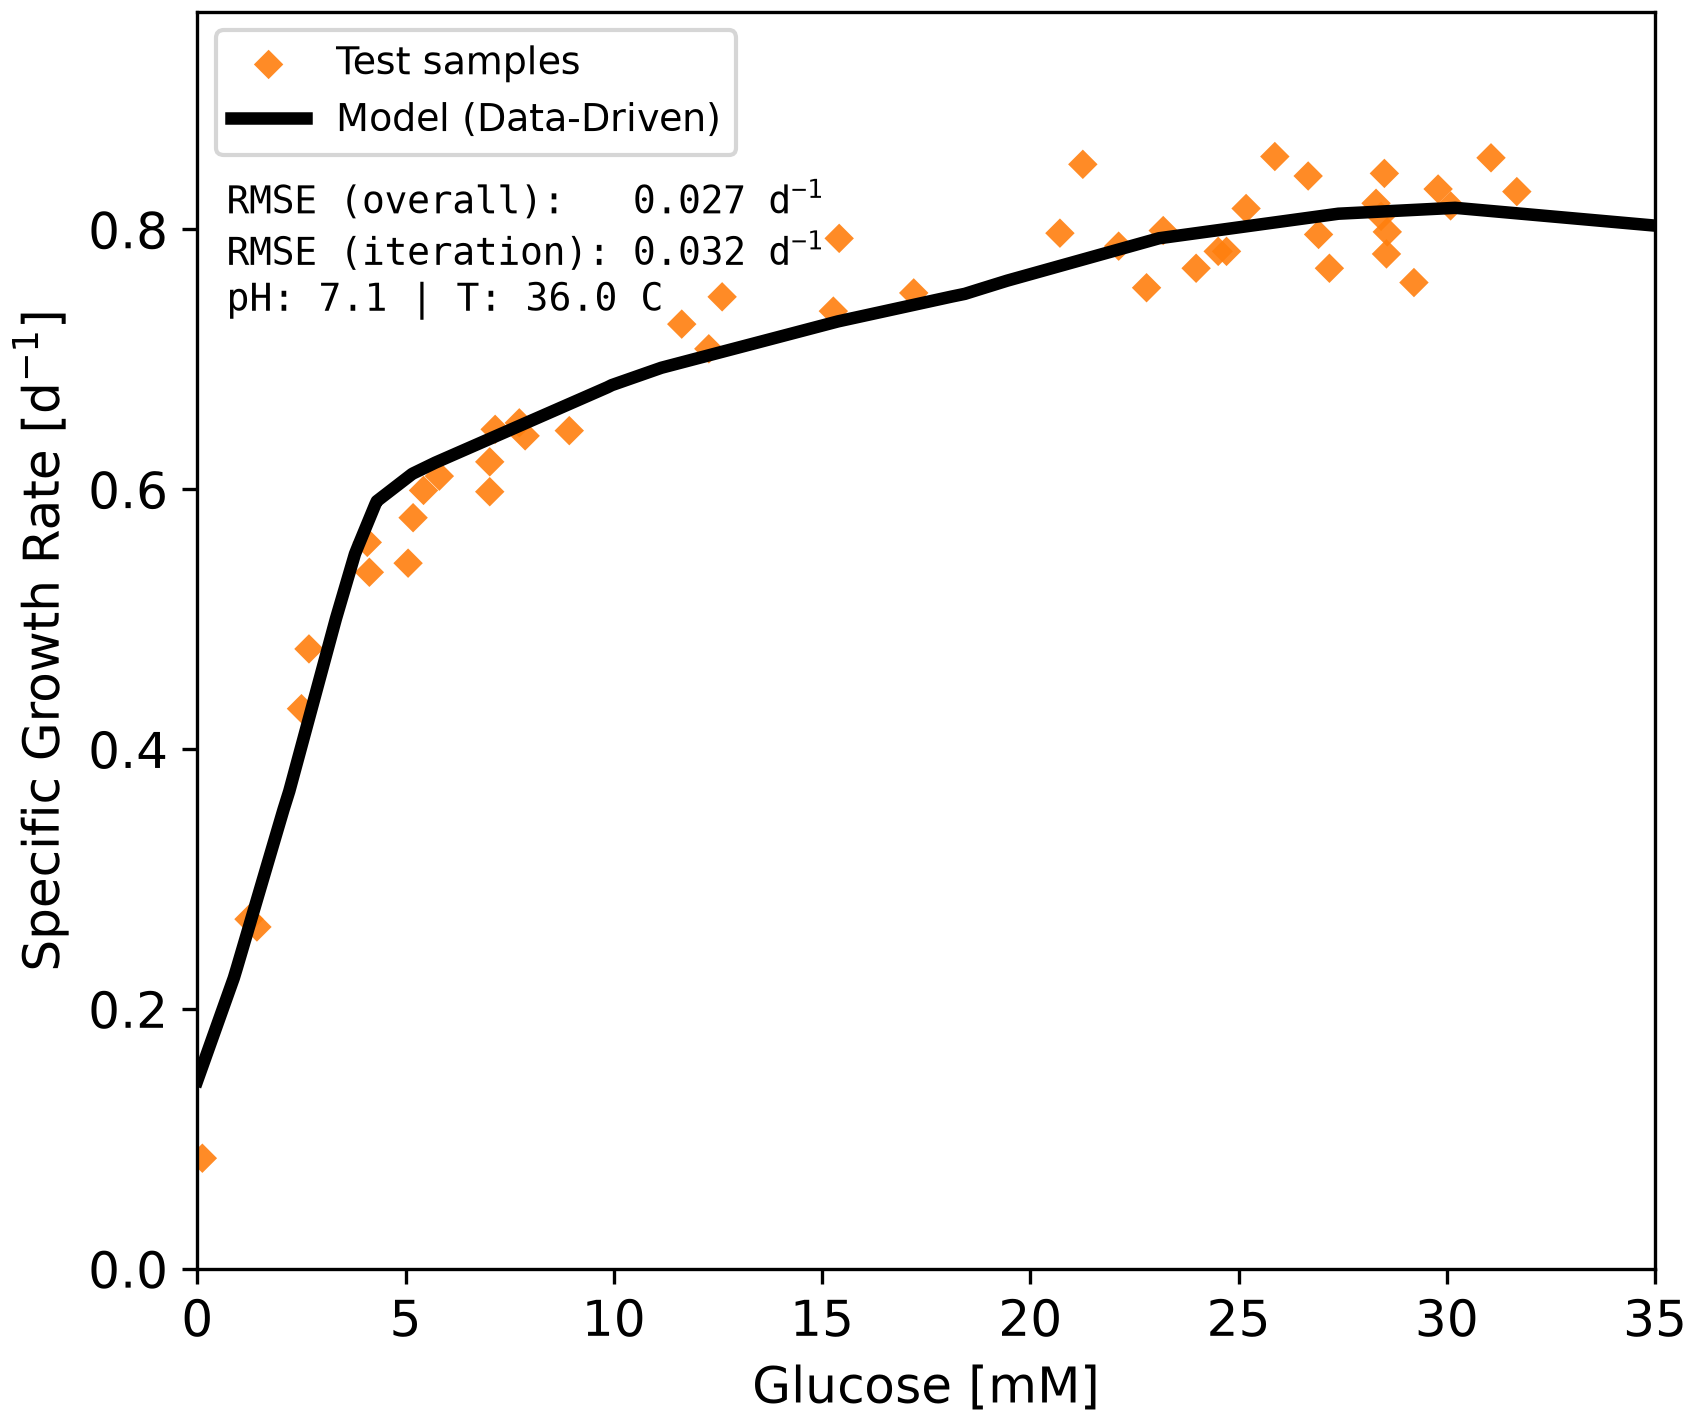 Test samples
Model (Data-Driven)
RMSE (overall): 0.027 d⁻¹
RMSE (iteration): 0.032 d⁻¹
pH: 7.1 | T: 36.0 C
Specific Growth Rate [d⁻¹]
0.8
0.6
0.4
0.2
0.0
0 5 10 15 20 25 30 35
Glucose [mM]